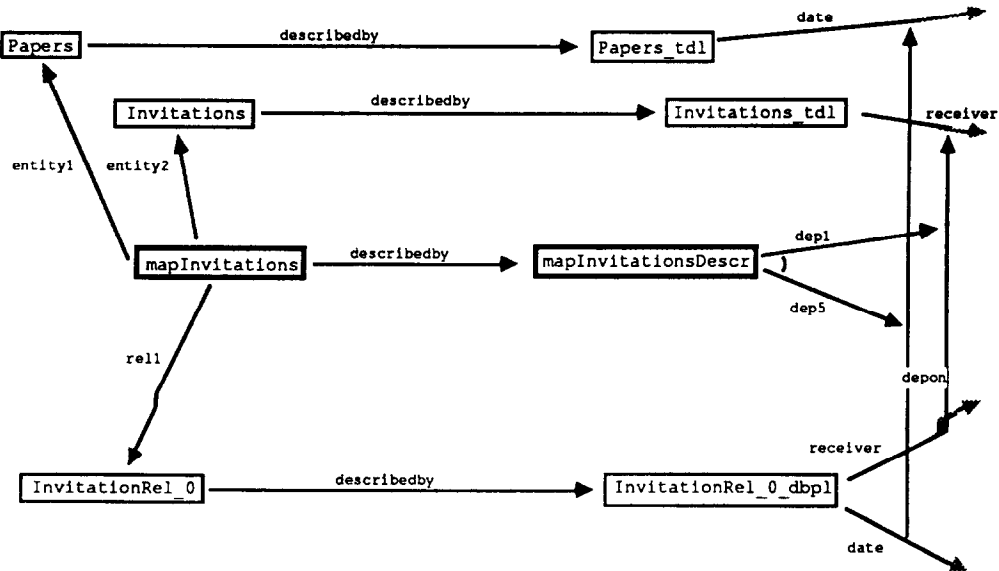 date
describedby
Papers
Papers_tdl
describedby
Invitations
Invitations_tdl
receiver
entity1
entity2
dep1
describedby
mapInvitations
mapInvitationsDescr
dep5
rel1
depon
receiver
describedby
InvitationRel_0
InvitationRel_0_dbpl
date